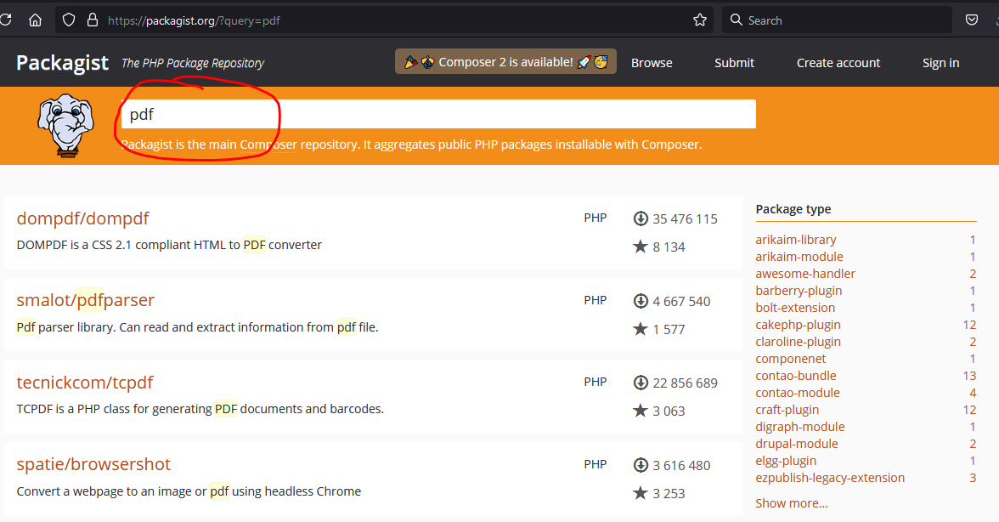 https://packagist.org/?query=pdf
Search
Packagist The PHP Package Repository
Composer 2 is available!
Browse
Submit
Create account
Sign in
pdf
Packagist is the main Composer repository. It aggregates public PHP packages installable with Composer.
dompdf/dompdf
PHP
35 476 115
DOMPDF is a CSS 2.1 compliant HTML to PDF converter
8 134
smalot/pdfparser
PHP
4 667 540
Pdf parser library. Can read and extract information from pdf file.
1 577
tecnickcom/tcpdf
PHP
22 856 689
TCPDF is a PHP class for generating PDF documents and barcodes.
3 063
spatie/browsershot
PHP
3 616 480
Convert a webpage to an image or pdf using headless Chrome
3 253
Package type
arikaim-library 1
arikaim-module 1
awesome-handler 2
barberry-plugin 1
bolt-extension 1
cakephp-plugin 12
claroline-plugin 2
componenet 1
contao-bundle 13
contao-module 4
craft-plugin 12
digraph-module 1
drupal-module 2
elgg-plugin 1
ezpublish-legacy-extension 3
Show more...